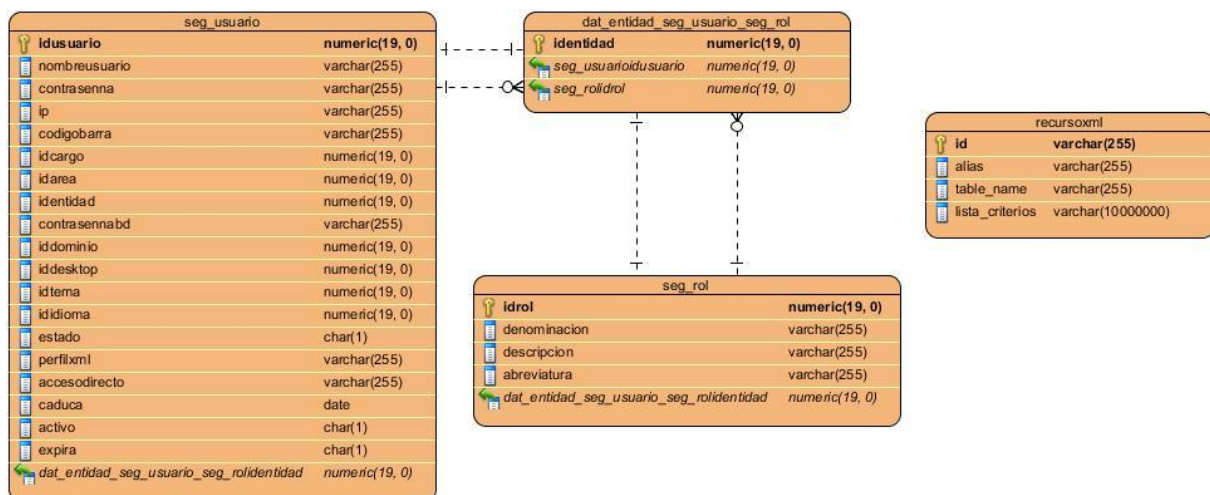 seg_usuario
idusuario numeric(19, 0)
nombreusuario varchar(255)
contrasenna varchar(255)
ip varchar(255)
codigobarra varchar(255)
idcargo numeric(19, 0)
idarea numeric(19, 0)
identidad numeric(19, 0)
contrasennabd varchar(255)
iddominio numeric(19, 0)
iddesktop numeric(19, 0)
idtema numeric(19, 0)
ididioma numeric(19, 0)
estado char(1)
perfilxml varchar(255)
accesodirecto varchar(255)
caduca date
activo char(1)
expira char(1)
dat_entidad_seg_usuario_seg_rolidentidad numeric(19, 0)
dat_entidad_seg_usuario_seg_rol
identidad numeric(19, 0)
seg_usuarioidusuario numeric(19, 0)
seg_rolidrol numeric(19, 0)
seg_rol
idrol numeric(19, 0)
denominacion varchar(255)
descripcion varchar(255)
abreviatura varchar(255)
dat_entidad_seg_usuario_seg_rolidentidad numeric(19, 0)
recursoxml
id varchar(255)
alias varchar(255)
table_name varchar(255)
lista_criterios varchar(10000000)